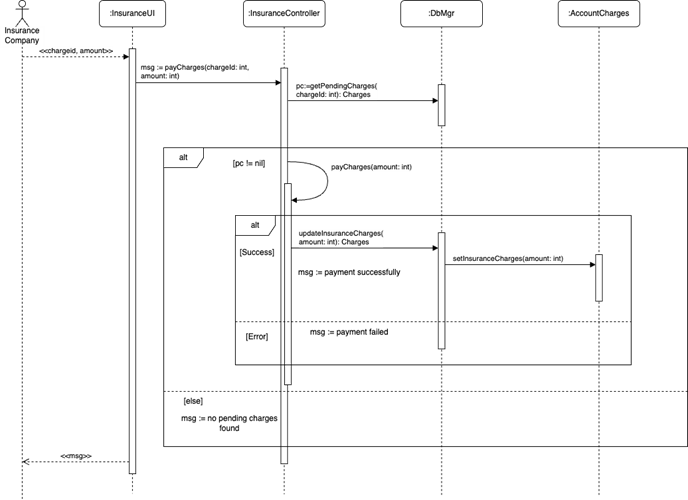 :InsuranceUI
:InsuranceController
:DbMgr
:AccountCharges
Insurance
Company
<<chargeid, amount>>
msg := payCharges(chargeId: int,
amount: int)
pc:=getPendingCharges(
chargeId: int): Charges
alt
[pc != nil]
payCharges(amount: int)
alt
updateInsuranceCharges(
amount: int): Charges
[Success]
setInsuranceCharges(amount: int)
msg := payment successfully
msg := payment failed
[Error]
[else]
msg := no pending charges
found
<<msg>>